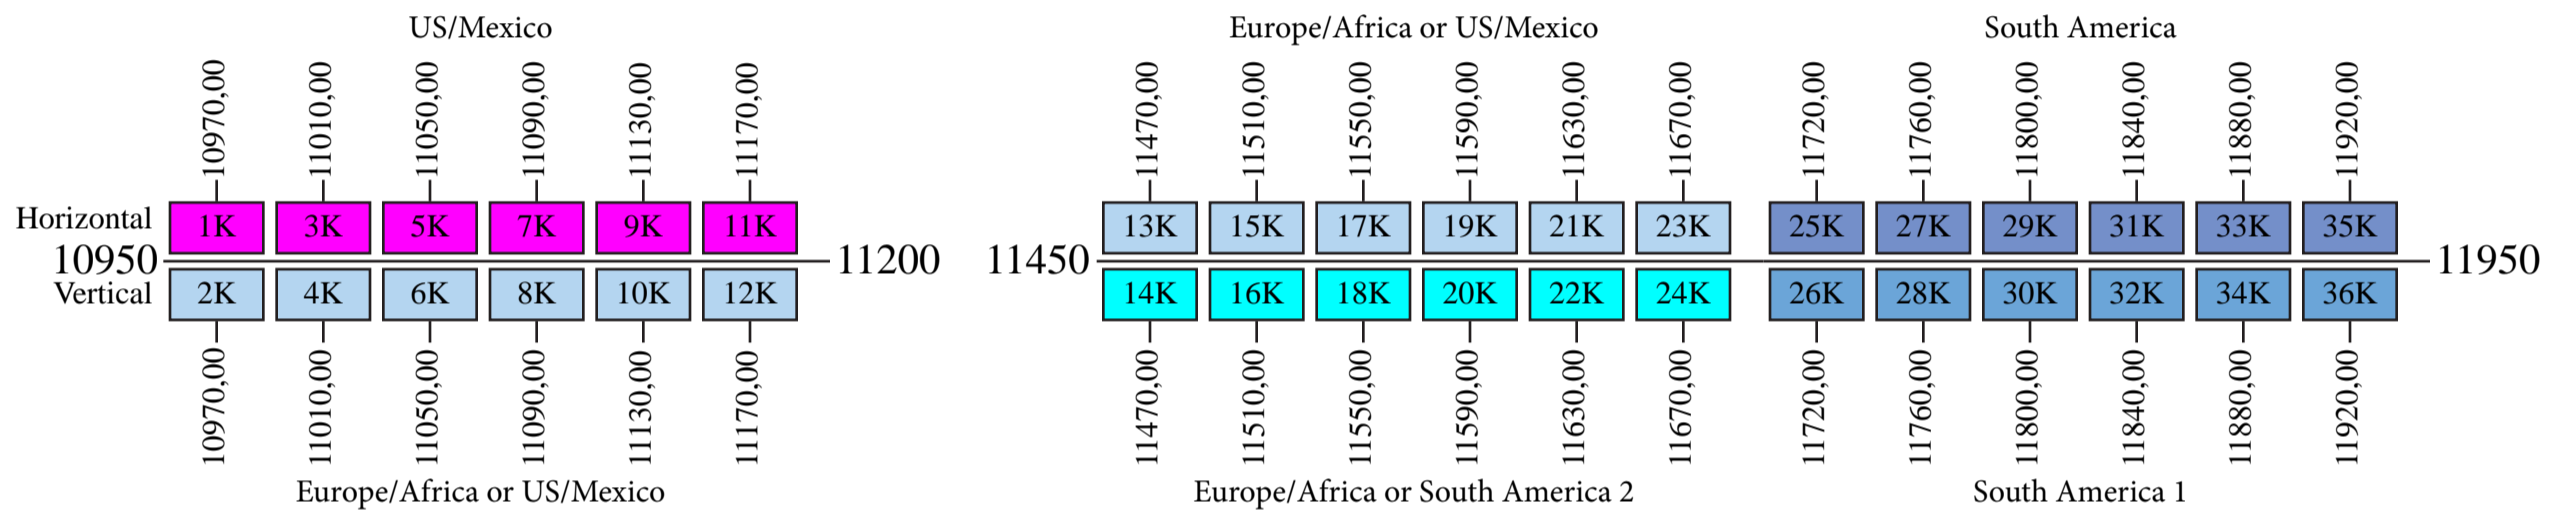 US/Mexico
Europe/Africa or US/Mexico
South America
10970,00 11010,00 11050,00 11090,00 11130,00 11170,00 11470,00 11510,00 11550,00 11590,00 11630,00 11670,00 11720,00 11760,00 11800,00 11840,00 11880,00 11920,00
Horizontal 1K 3K 5K 7K 9K 11K 13K 15K 17K 19K 21K 23K 25K 27K 29K 31K 33K 35K
10950 11200 11450 11950
Vertical 2K 4K 6K 8K 10K 12K 14K 16K 18K 20K 22K 24K 26K 28K 30K 32K 34K 36K
10970,00 11010,00 11050,00 11090,00 11130,00 11170,00 11470,00 11510,00 11550,00 11590,00 11630,00 11670,00 11720,00 11760,00 11800,00 11840,00 11880,00 11920,00
Europe/Africa or US/Mexico
Europe/Africa or South America 2
South America 1